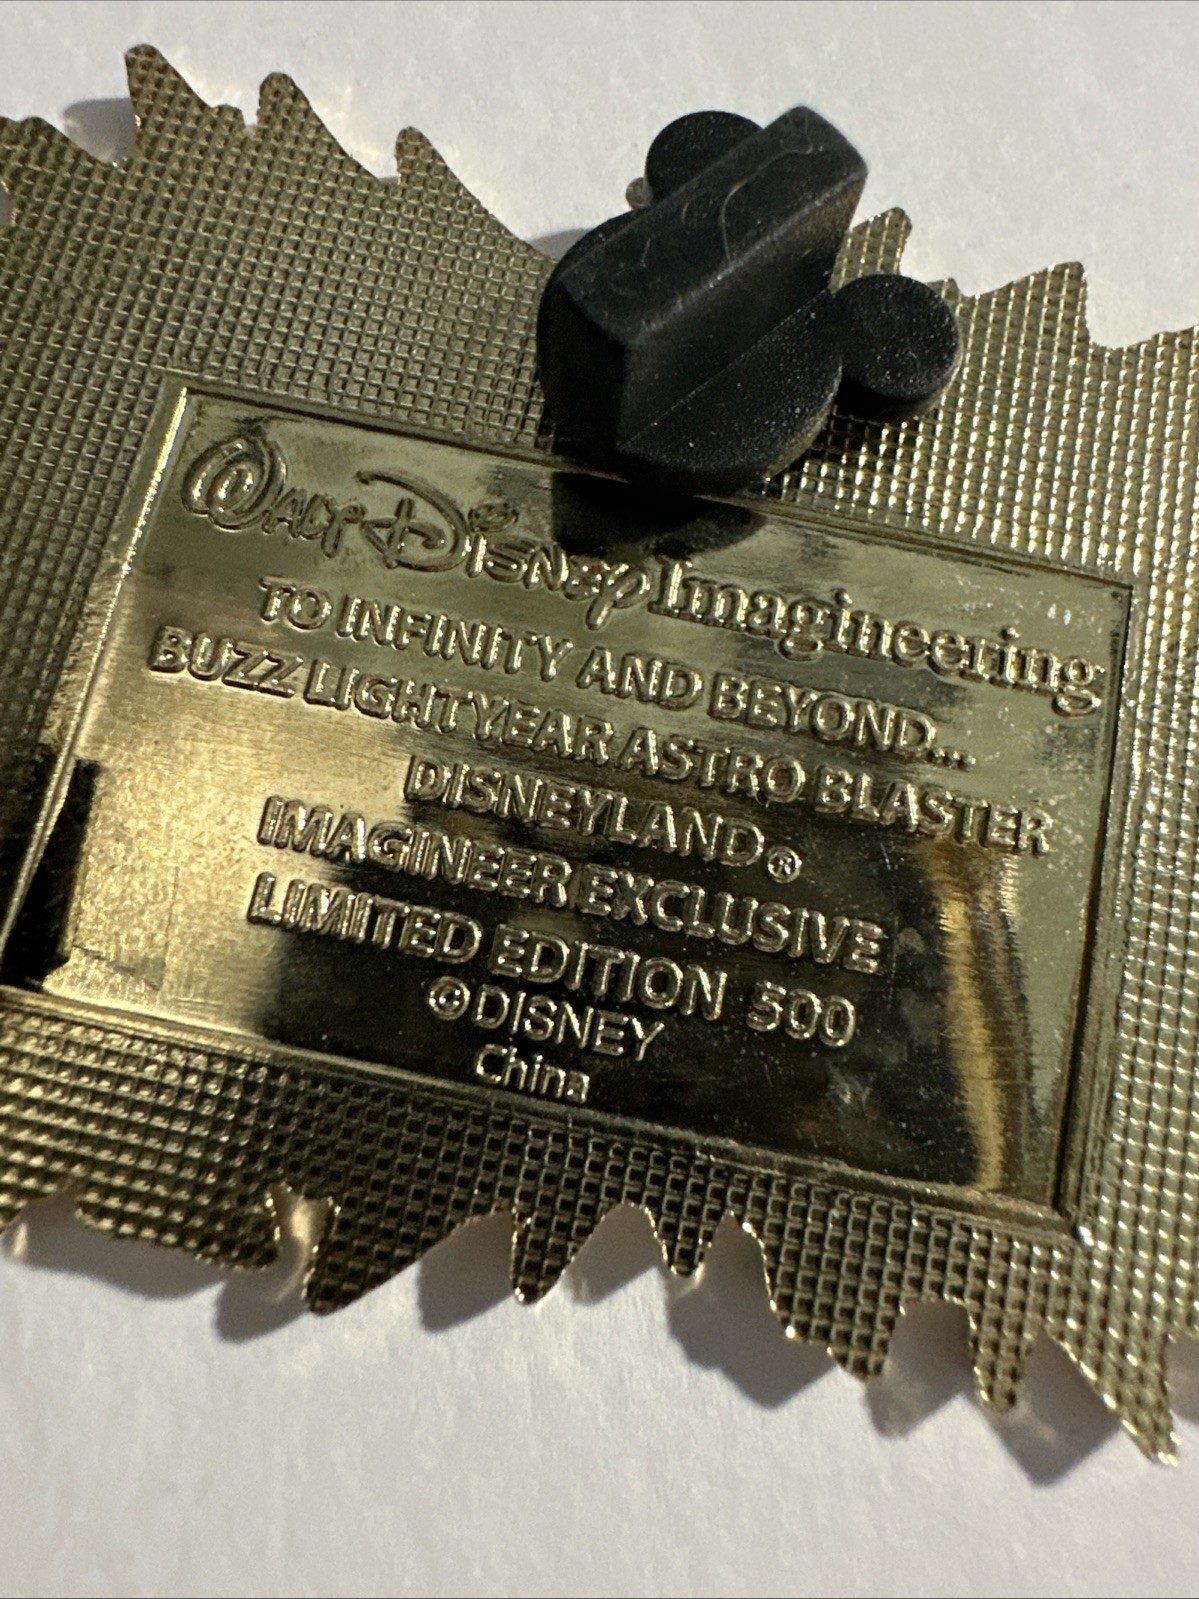 WALT DISNEY Imagineering
TO INFINITY AND BEYOND...
BUZZ LIGHTYEAR ASTRO BLASTER
DISNEYLAND®
IMAGINEER EXCLUSIVE
LIMITED EDITION 500
©DISNEY
China